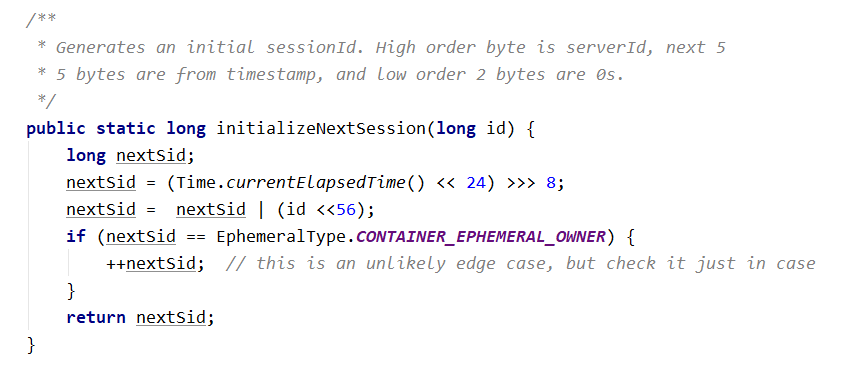 /**
 * Generates an initial sessionId. High order byte is serverId, next 5
 * 5 bytes are from timestamp, and low order 2 bytes are 0s.
 */
public static long initializeNextSession(long id) {
    long nextSid;
    nextSid = (Time.currentElapsedTime() << 24) >>> 8;
    nextSid =  nextSid | (id <<56);
    if (nextSid == EphemeralType.CONTAINER_EPHEMERAL_OWNER) {
        ++nextSid;  // this is an unlikely edge case, but check it just in case
    }
    return nextSid;
}